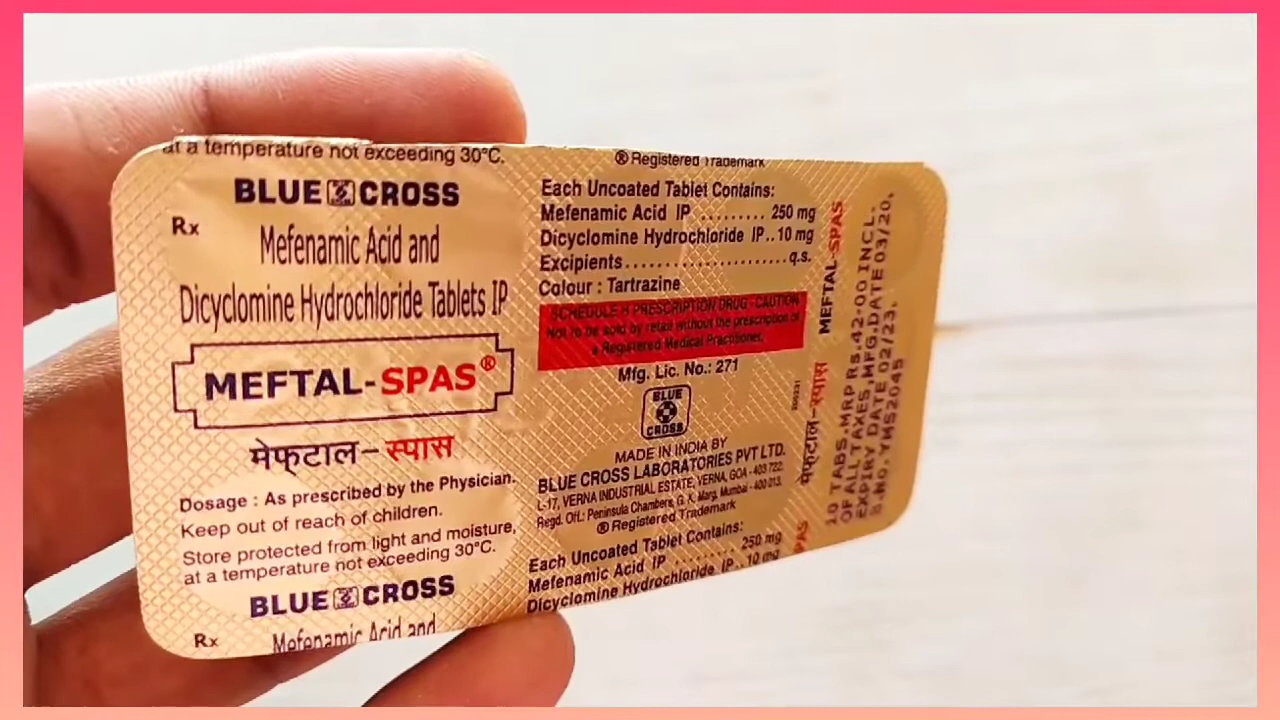 at a temperature not exceeding 30°C.
BLUE CROSS
Rx
Mefenamic Acid and
Dicyclomine Hydrochloride Tablets IP
MEFTAL-SPAS®
मेफ्टाल-स्पास
Dosage : As prescribed by the Physician.
Keep out of reach of children.
Store protected from light and moisture,
at a temperature not exceeding 30°C.
BLUE CROSS
Rx
Mefenamic Acid and
® Registered Trademark
Each Uncoated Tablet Contains:
Mefenamic Acid IP ......... 250 mg
Dicyclomine Hydrochloride IP.. 10 mg
Excipients....................... q.s.
Colour : Tartrazine
SCHEDULE H PRESCRIPTION DRUG - CAUTION
Not to be sold by retail without the prescription of
a Registered Medical Practitioner.
Mfg. Lic. No.: 271
BLUE
CROSS
MADE IN INDIA BY
BLUE CROSS LABORATORIES PVT LTD.
L-17, VERNA INDUSTRIAL ESTATE, VERNA, GOA - 403 722.
Regd. Off.: Peninsula Chambers, G. K. Marg, Mumbai - 400 013.
® Registered Trademark
Each Uncoated Tablet Contains:
Mefenamic Acid IP ......... 250 mg
Dicyclomine Hydrochloride IP.. 10 mg
MEFTAL-SPAS
मेफ्टाल-स्पास
PAS
10 TABS.MRP Rs.42-00 INCL.
OF ALL TAXES,MFG.DATE 03/20,
EXPIRY DATE 02/23.
B.NO. YMS2045